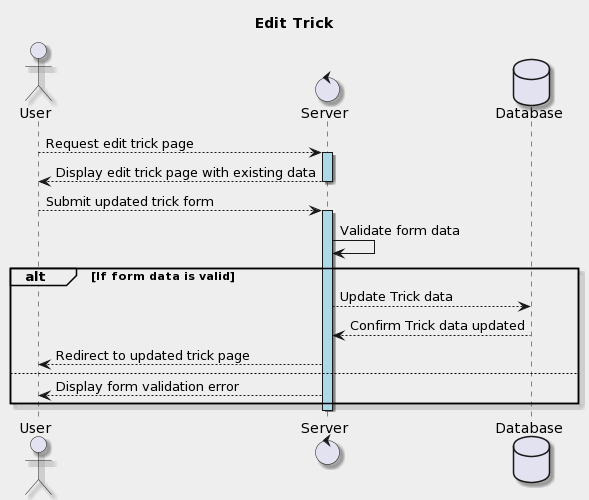 Edit Trick
User
Server
Database
Request edit trick page
Display edit trick page with existing data
Submit updated trick form
Validate form data
alt [If form data is valid]
Update Trick data
Confirm Trick data updated
Redirect to updated trick page
Display form validation error
User
Server
Database